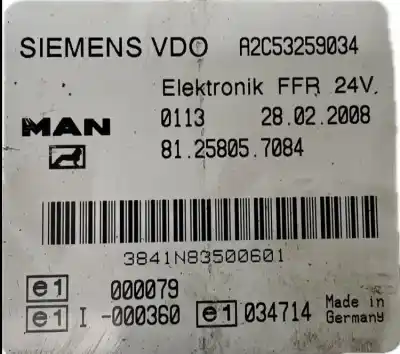 SIEMENS VDO A2C53259034
Elektronik FFR 24V.
MAN 0113 28.02.2008
81.25805.7084
3841N83500601
e1 000079
e1 I -000360 e1 034714 Made in Germany